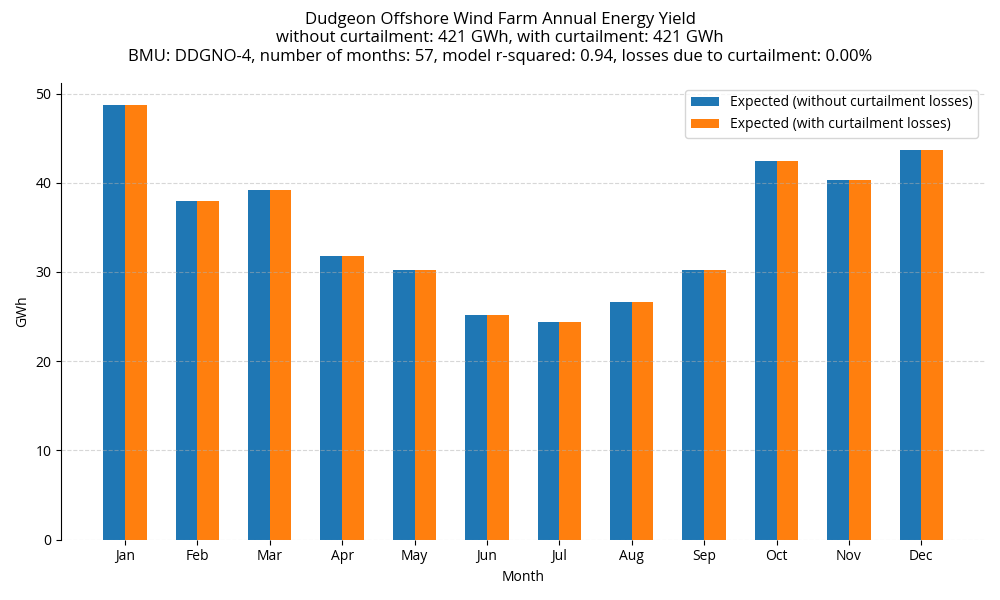 Dudgeon Offshore Wind Farm Annual Energy Yield
without curtailment: 421 GWh, with curtailment: 421 GWh
BMU: DDGNO-4, number of months: 57, model r-squared: 0.94, losses due to curtailment: 0.00%
Expected (without curtailment losses)
Expected (with curtailment losses)
GWh
50
40
30
20
10
0
Jan Feb Mar Apr May Jun Jul Aug Sep Oct Nov Dec
Month